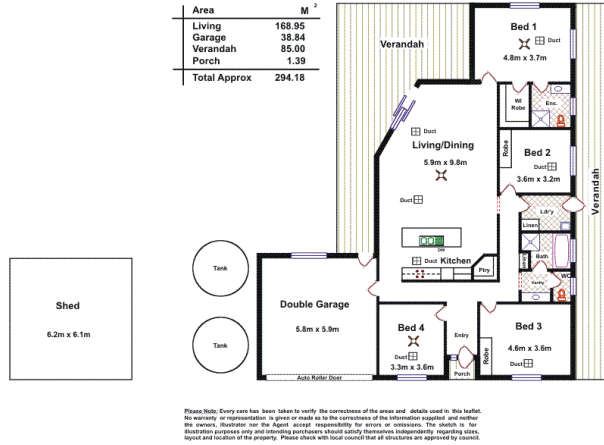 Area M 2
Living 168.95
Garage 38.84
Verandah 85.00
Porch 1.39
Total Approx 294.18
Verandah
Bed 1
Duct
4.8m x 3.7m
WI
Robe
Ens.
Duct
Living/Dining
5.9m x 9.8m
Robe
Bed 2
Duct
3.6m x 3.2m
Verandah
Duct
Ldr'y
Linen
DW
Bath
Duct
Kitchen
Ptry
Vanity
WC
Tank
Tank
Shed
6.2m x 6.1m
Double Garage
5.8m x 5.9m
Auto Roller Door
Bed 4
Duct
3.3m x 3.6m
Entry
Porch
Robe
Bed 3
4.6m x 3.6m
Duct
Please Note: Every care has been taken to verify the correctness of the areas and details used in this leaflet.
No warranty or representation is given or made as to the correctness of the information supplied and neither
the owners, illustrator nor the Agent accept responsibility for errors or omissions. The sketch is for
illustration purposes only and intending purchasers should satisfy themselves independently regarding sizes,
layout and location of the property. Please check with local council that all structures are approved by council.